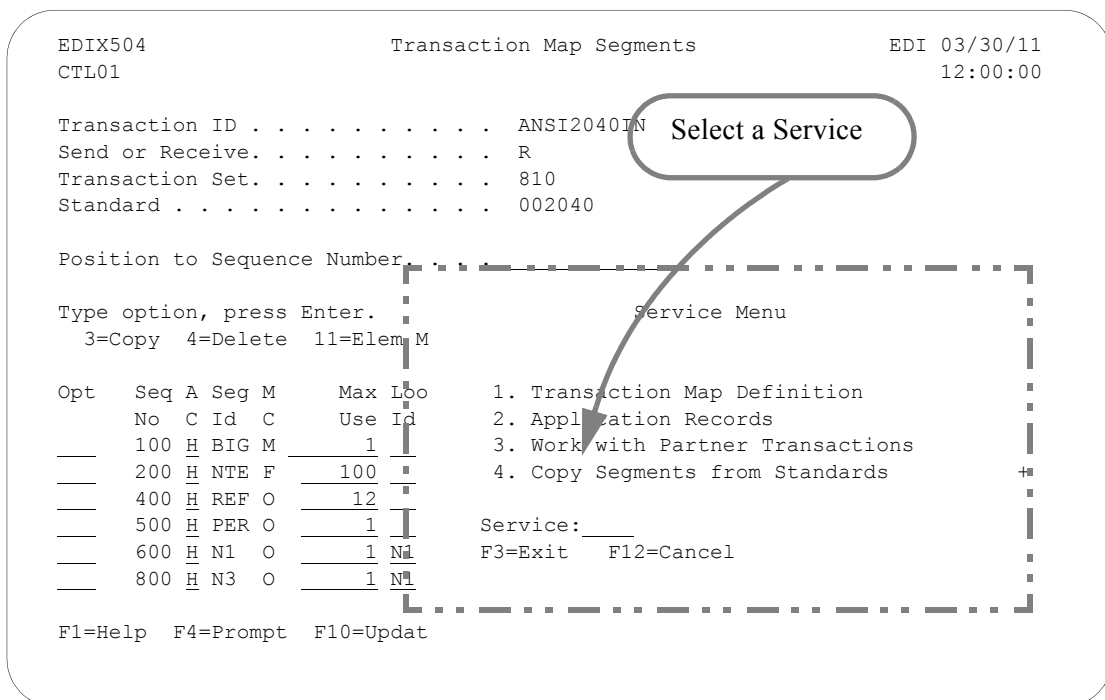 EDIX504 Transaction Map Segments EDI 03/30/11
CTL01 12:00:00
Transaction ID . . . . . . . . . . ANSI2040IN
Select a Service
Send or Receive. . . . . . . . . . R
Transaction Set. . . . . . . . . . 810
Standard . . . . . . . . . . . . . 002040
Position to Sequence Number. . . .
Type option, press Enter. Service Menu
3=Copy 4=Delete 11=Elem M
Opt Seq A Seg M Max Loo 1. Transaction Map Definition
No C Id C Use Id 2. Application Records
100 H BIG M 1 3. Work with Partner Transactions
200 H NTE F 100 4. Copy Segments from Standards +
400 H REF O 12
500 H PER O 1 Service:
600 H N1 O 1 N1 F3=Exit F12=Cancel
800 H N3 O 1 N1
F1=Help F4=Prompt F10=Updat